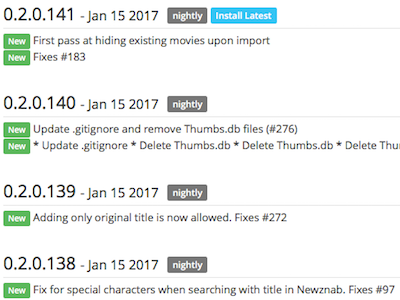 0.2.0.141 - Jan 15 2017 nightly Install Latest
New First pass at hiding existing movies upon import
New Fixes #183
0.2.0.140 - Jan 15 2017 nightly
New Update .gitignore and remove Thumbs.db files (#276)
New * Update .gitignore * Delete Thumbs.db * Delete Thumbs.db * Delete Thu
0.2.0.139 - Jan 15 2017 nightly
New Adding only original title is now allowed. Fixes #272
0.2.0.138 - Jan 15 2017 nightly
New Fix for special characters when searching with title in Newznab. Fixes #97